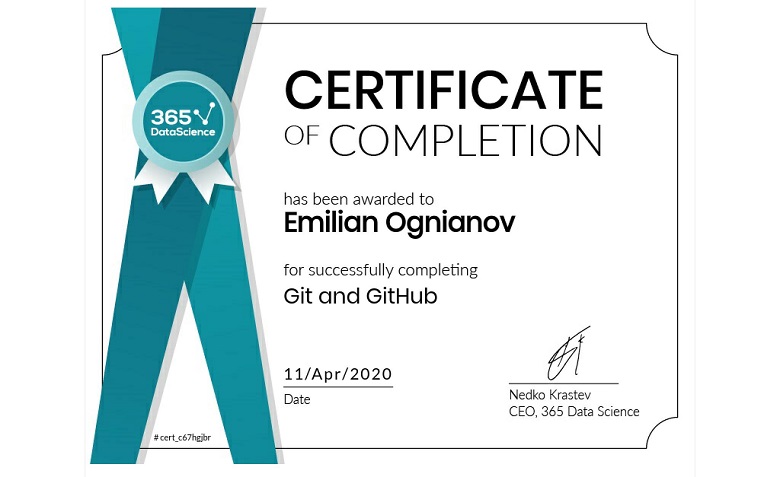 365
DataScience
CERTIFICATE
OF COMPLETION
has been awarded to
Emilian Ognianov
for successfully completing
Git and GitHub
11/Apr/2020
Date
Nedko Krastev
CEO, 365 Data Science
# cert_c67hgjbr